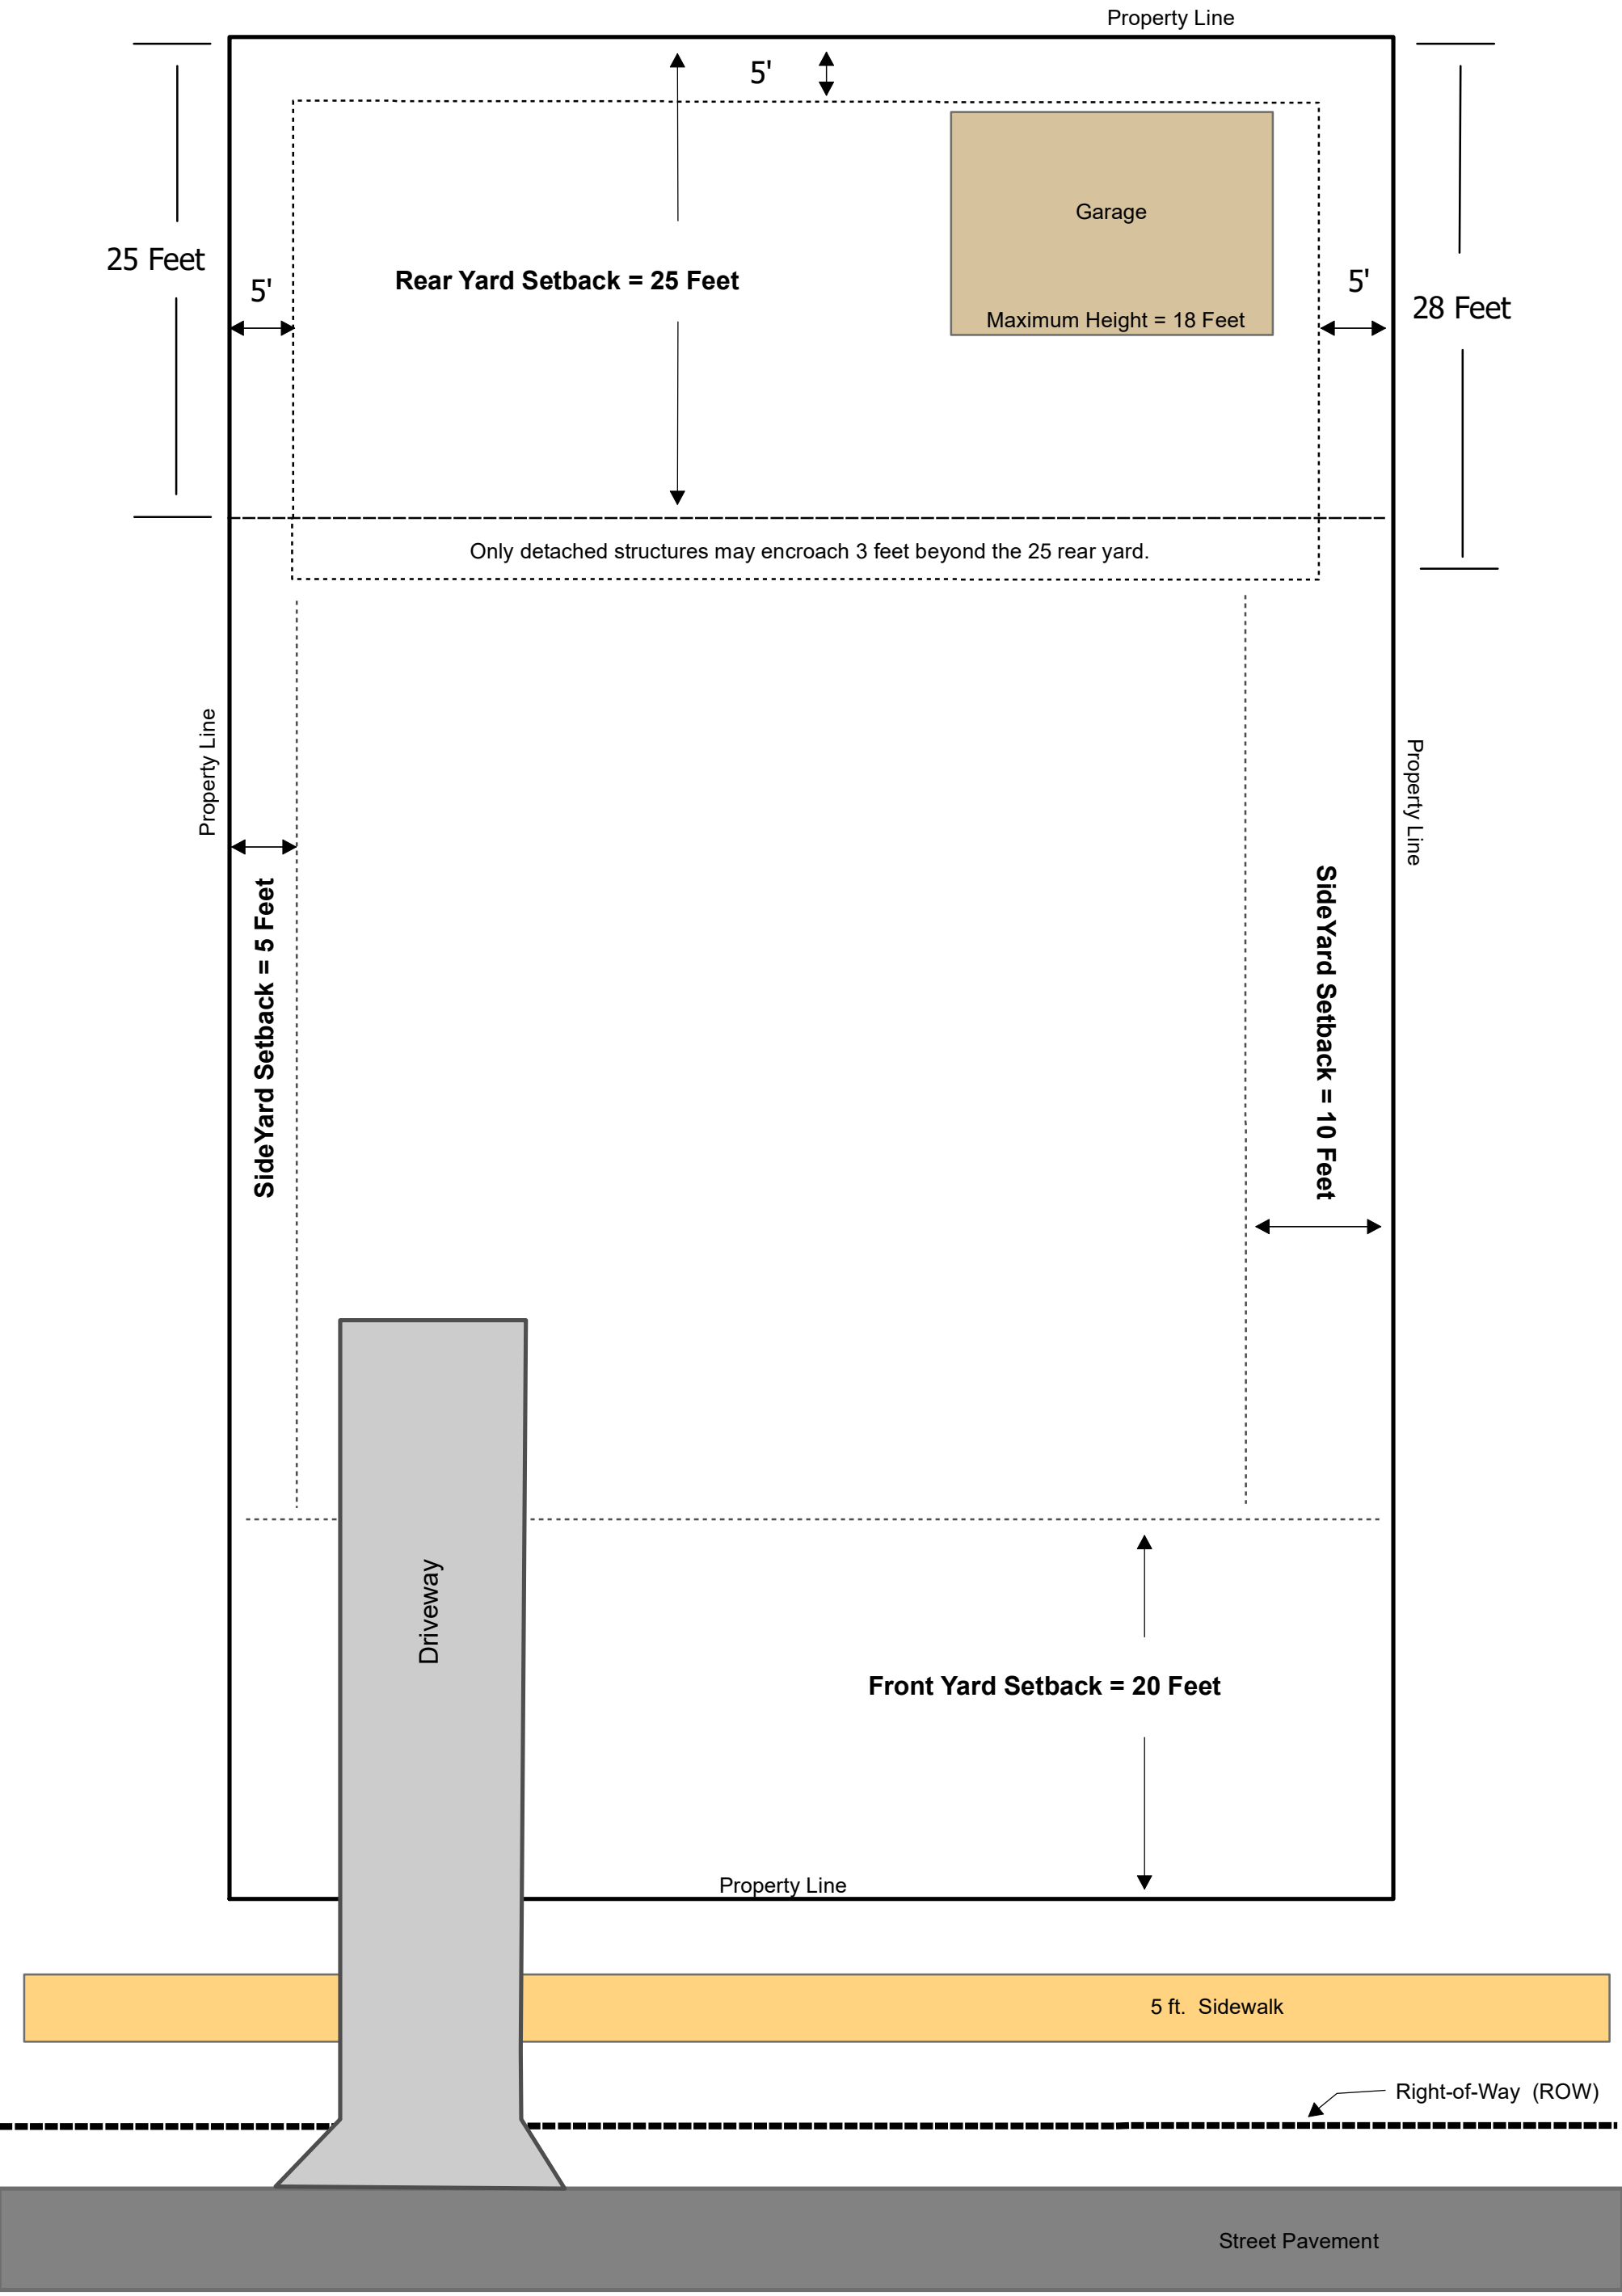 Property Line
5'
Garage
25 Feet
Rear Yard Setback = 25 Feet
5'
5'
28 Feet
Maximum Height = 18 Feet
Only detached structures may encroach 3 feet beyond the 25 rear yard.
Property Line
Property Line
SideYard Setback = 5 Feet
SideYard Setback = 10 Feet
Driveway
Front Yard Setback = 20 Feet
Property Line
5 ft.  Sidewalk
Right-of-Way  (ROW)
Street Pavement